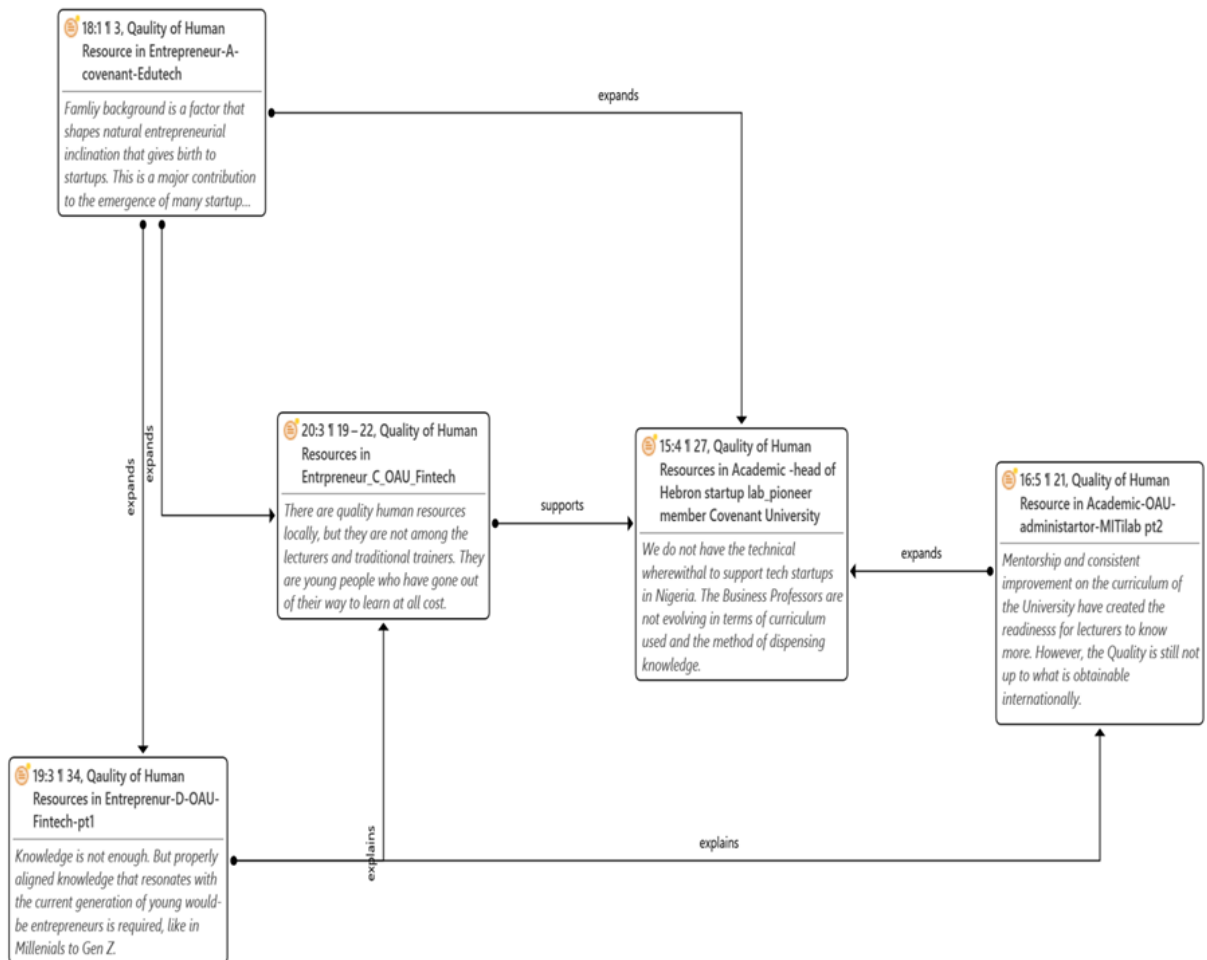 18:1 ¶ 3, Qaulity of Human
Resource in Entrepreneur-A-
covenant-Edutech
Famliy background is a factor that
shapes natural entrepreneurial
inclination that gives birth to
startups. This is a major contribution
to the emergence of many startup...
expands
expands
expands
20:3 ¶ 19 – 22, Quality of Human
Resources in
Entrpreneur_C_OAU_Fintech
There are quality human resources
locally, but they are not among the
lecturers and traditional trainers. They
are young people who have gone out
of their way to learn at all cost.
supports
15:4 ¶ 27, Qaulity of Human
Resources in Academic -head of
Hebron startup lab_pioneer
member Covenant University
We do not have the technical
wherewithal to support tech startups
in Nigeria. The Business Professors are
not evolving in terms of curriculum
used and the method of dispensing
knowledge.
expands
16:5 ¶ 21, Quality of Human
Resource in Academic-OAU-
administartor-MITilab pt2
Mentorship and consistent
improvement on the curriculum of
the University have created the
readinesss for lecturers to know
more. However, the Quality is still not
up to what is obtainable
internationally.
19:3 ¶ 34, Qaulity of Human
Resources in Entreprenur-D-OAU-
Fintech-pt1
Knowledge is not enough. But properly
aligned knowledge that resonates with
the current generation of young would-
be entrepreneurs is required, like in
Millenials to Gen Z.
explains
explains